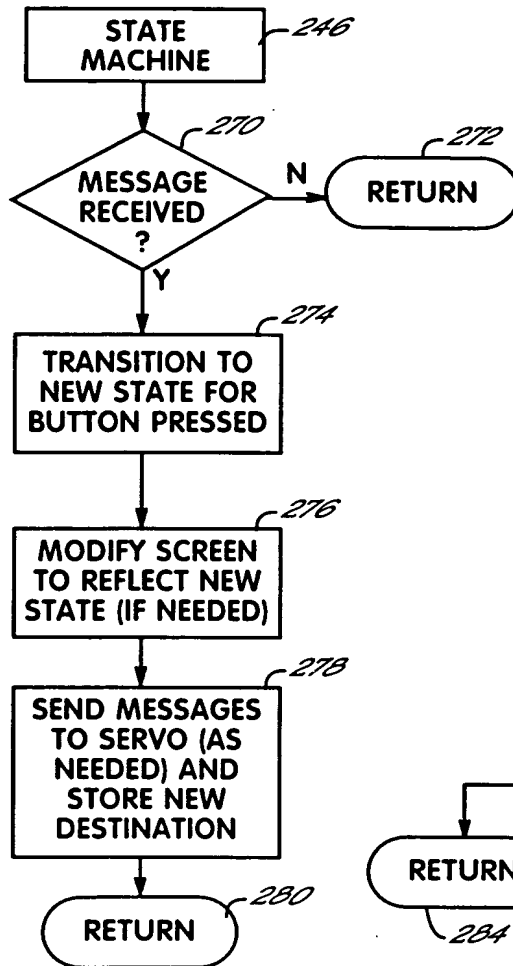 STATE
MACHINE
246
270
MESSAGE
RECEIVED
?
N
272
RETURN
Y
274
TRANSITION TO
NEW STATE FOR
BUTTON PRESSED
276
MODIFY SCREEN
TO REFLECT NEW
STATE (IF NEEDED)
278
SEND MESSAGES
TO SERVO (AS
NEEDED) AND
STORE NEW
DESTINATION
RETURN
280
RETURN
284